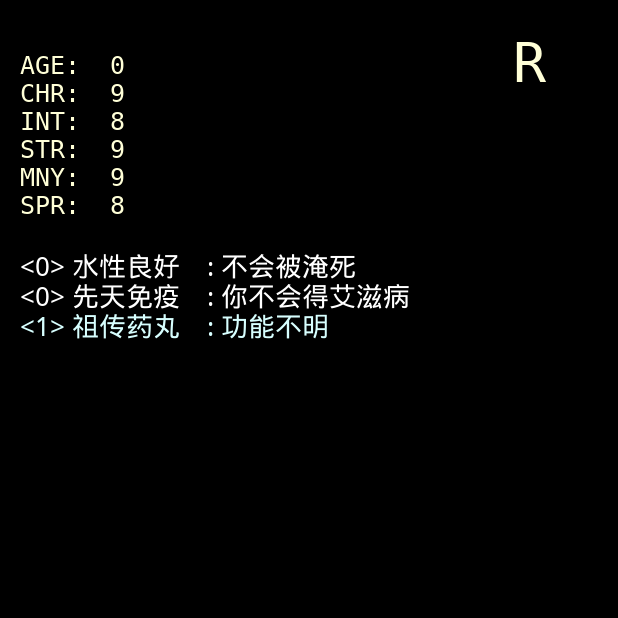 R
AGE: 0
CHR: 9
INT: 8
STR: 9
MNY: 9
SPR: 8
<0> 水性良好 : 不会被淹死
<0> 先天免疫 : 你不会得艾滋病
<1> 祖传药丸 : 功能不明